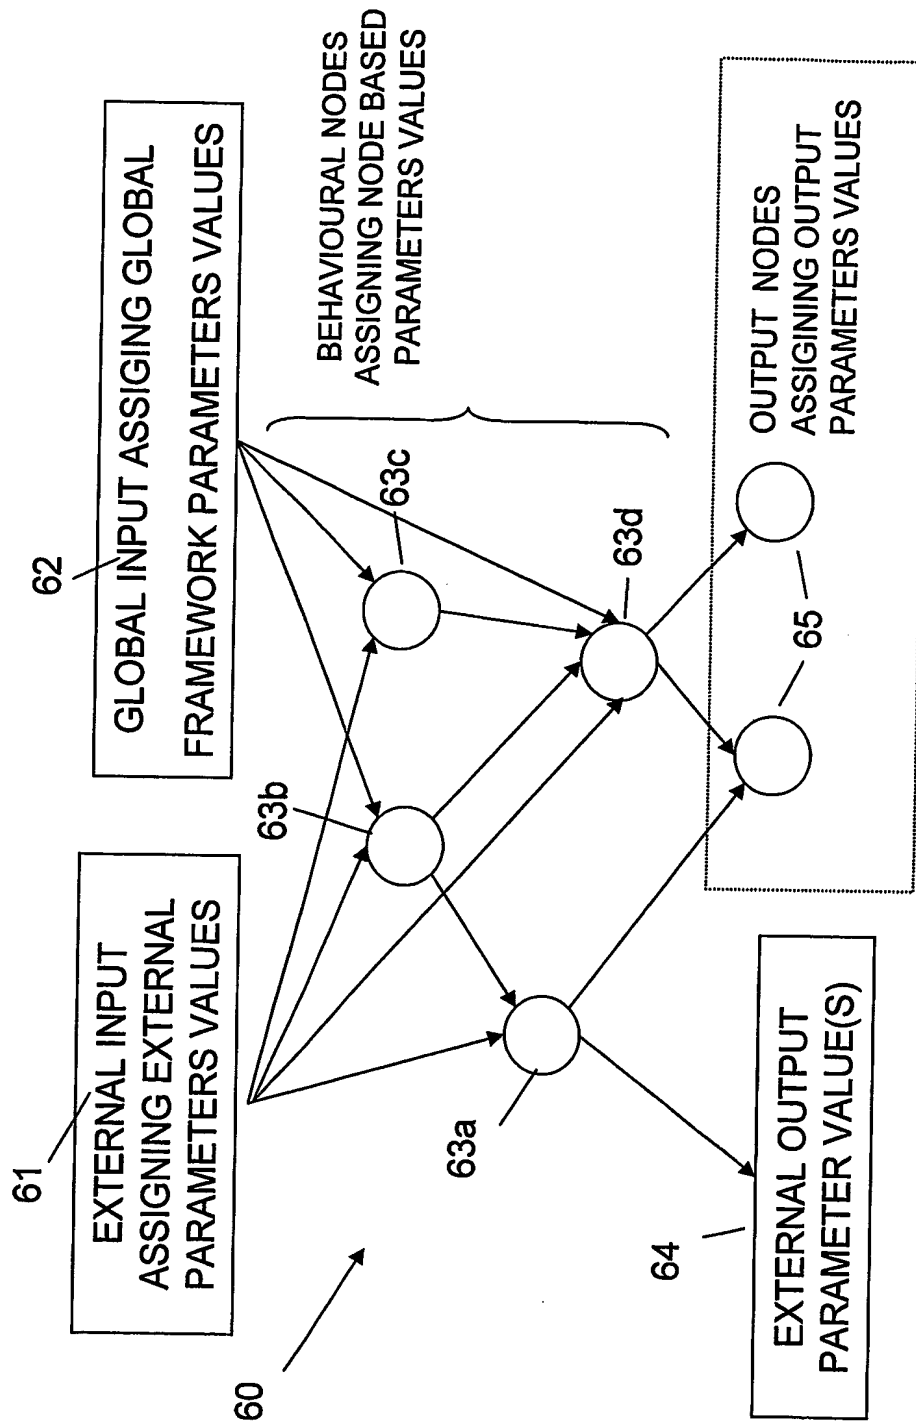 61
EXTERNAL INPUT
ASSIGNING EXTERNAL
PARAMETERS VALUES
62
GLOBAL INPUT ASSIGING GLOBAL
FRAMEWORK PARAMETERS VALUES
BEHAVIOURAL NODES
ASSIGNING NODE BASED
PARAMETERS VALUES
63b
63c
63a
63d
60
64
EXTERNAL OUTPUT
PARAMETER VALUE(S)
65
OUTPUT NODES
ASSIGINING OUTPUT
PARAMETERS VALUES